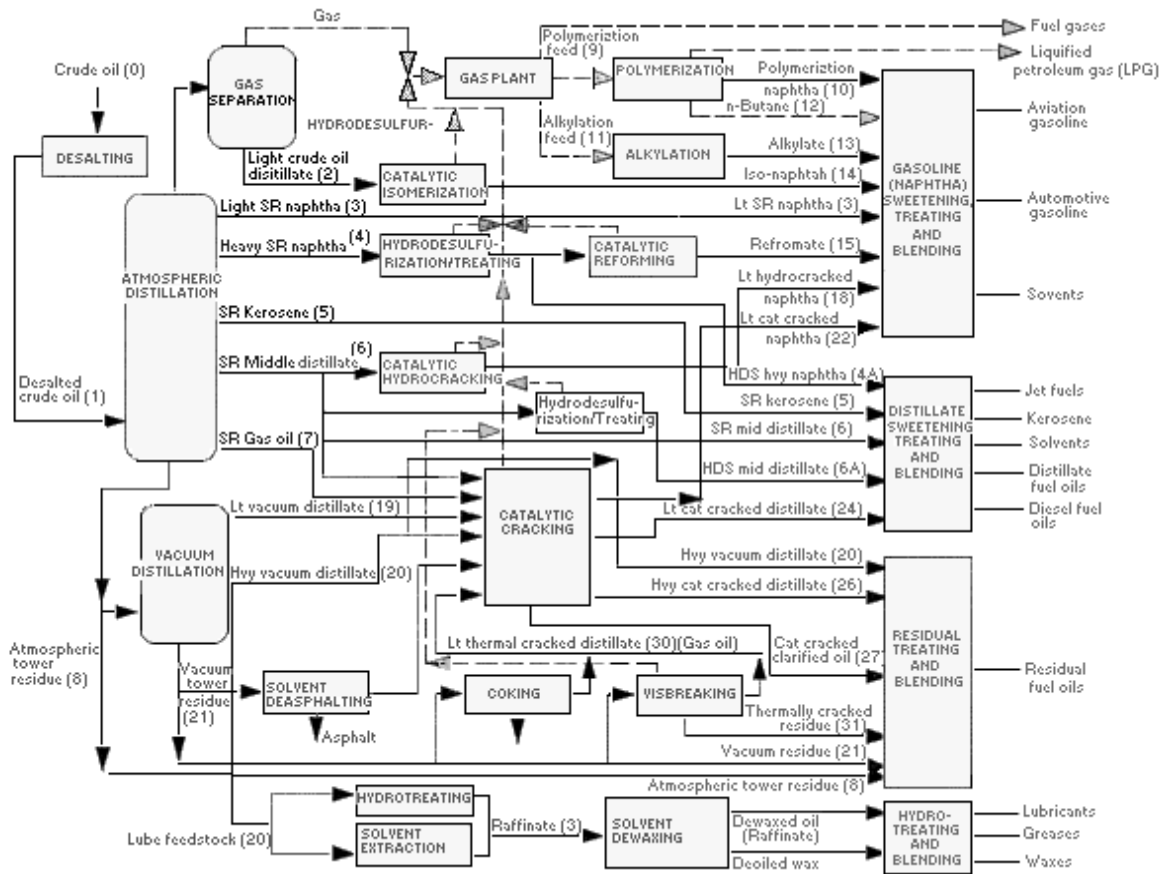 Gas
Crude oil (0)
DESALTING
GAS
SEPARATION
HYDRODESULFUR-
Polymeriztion
feed (9)
GAS PLANT
Alkylation
feed (11)
POLYMERIZATION
ALKYLATION
Fuel gases
Liquified
petroleum gas (LPG)
Polymeriztion
naphtha (10)
n-Butane (12)
Alkylate (13)
Iso-naphtah (14)
Lt SR naphtha (3)
Refromate (15)
Lt hydrocracked
naphtha (18)
Lt cat cracked
naphtha (22)
GASOLINE
(NAPHTHA)
SWEETENING,
TREATING
AND
BLENDING
Aviation
gasoline
Automotive
gasoline
Sovents
Light crude oil
disitillate (2)
CATALYTIC
ISOMERIZATION
Light SR naphtha (3)
Heavy SR naphtha (4)
HYDRODESULFU-
RIZATION/TREATING
CATALYTIC
REFORMING
ATMOSPHERIC
DISTILLATION
SR Kerosene (5)
SR Middle distillate (6)
CATALYTIC
HYDROCRACKING
Desalted
crude oil (1)
SR Gas oil (7)
Hydrodesulfu-
rization/Treating
HDS hvy naphtha (4A)
SR kerosene (5)
SR mid distillate (6)
HDS mid distillate (6A)
Lt cat cracked distillate (24)
DISTILLATE
SWEETENING
TREATING
AND
BLENDING
Jet fuels
Kerosene
Solvents
Distillate
fuel oils
Diesel fuel
oils
Lt vacuum distillate (19)
CATALYTIC
CRACKING
VACUUM
DISTILLATION
Hvy vacuum distillate (20)
Hvy vacuum distillate (20)
Hvy cat cracked distillate (26)
Atmospheric
tower
residue (8)
Vacuum
tower
residue
(21)
SOLVENT
DEASPHALTING
Asphalt
Lt thermal cracked distillate (30)(Gas oil)
COKING
VISBREAKING
Cat cracked
clarified oil (27
Thermally cracked
residue (31)
Vacuum residue (21)
Atmospheric tower residue (8)
RESIDUAL
TREATING
AND
BLENDING
Residual
fuel oils
Lube feedstock (20)
HYDROTREATING
SOLVENT
EXTRACTION
Raffinate (3)
SOLVENT
DEWAXING
Dewaxed oil
(Raffinate)
Deoiled wax
HYDRO-
TREATING
AND
BLENDING
Lubricants
Greases
Waxes